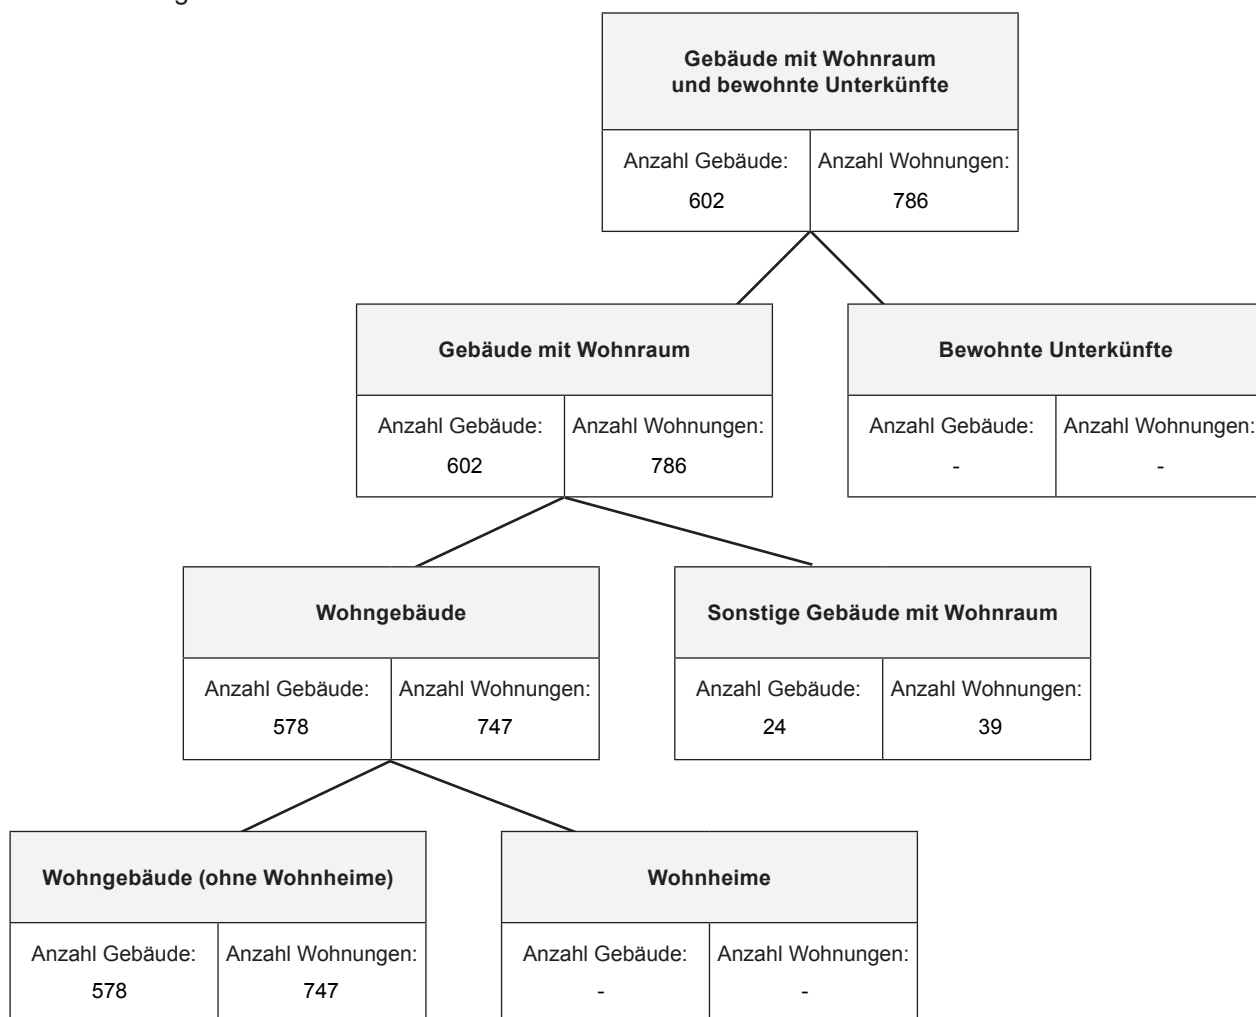 Gebäude mit Wohnraum
und bewohnte Unterkünfte
Anzahl Gebäude: Anzahl Wohnungen:
602 786
Gebäude mit Wohnraum
Anzahl Gebäude: Anzahl Wohnungen:
602 786
Bewohnte Unterkünfte
Anzahl Gebäude: Anzahl Wohnungen:
- -
Wohngebäude
Anzahl Gebäude: Anzahl Wohnungen:
578 747
Sonstige Gebäude mit Wohnraum
Anzahl Gebäude: Anzahl Wohnungen:
24 39
Wohngebäude (ohne Wohnheime)
Anzahl Gebäude: Anzahl Wohnungen:
578 747
Wohnheime
Anzahl Gebäude: Anzahl Wohnungen:
- -